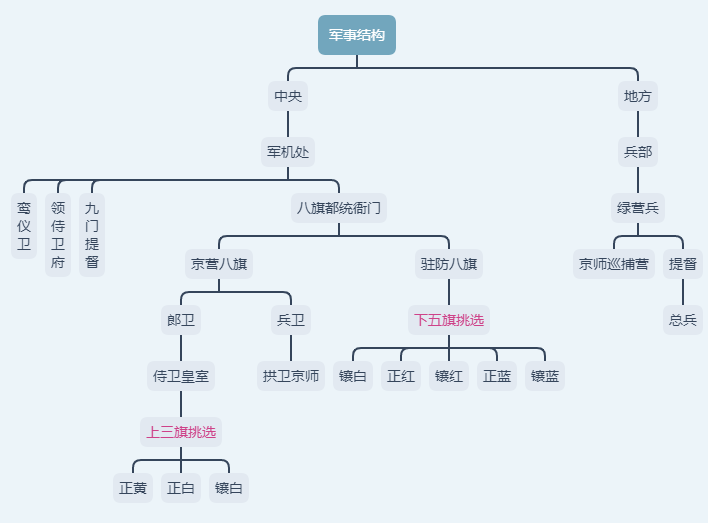 军事结构
中央
地方
军机处
兵部
鸾仪卫
领侍卫府
九门提督
八旗都统衙门
绿营兵
京营八旗
驻防八旗
京师巡捕营
提督
郎卫
兵卫
下五旗挑选
总兵
侍卫皇室
拱卫京师
镶白
正红
镶红
正蓝
镶蓝
上三旗挑选
正黄
正白
镶白